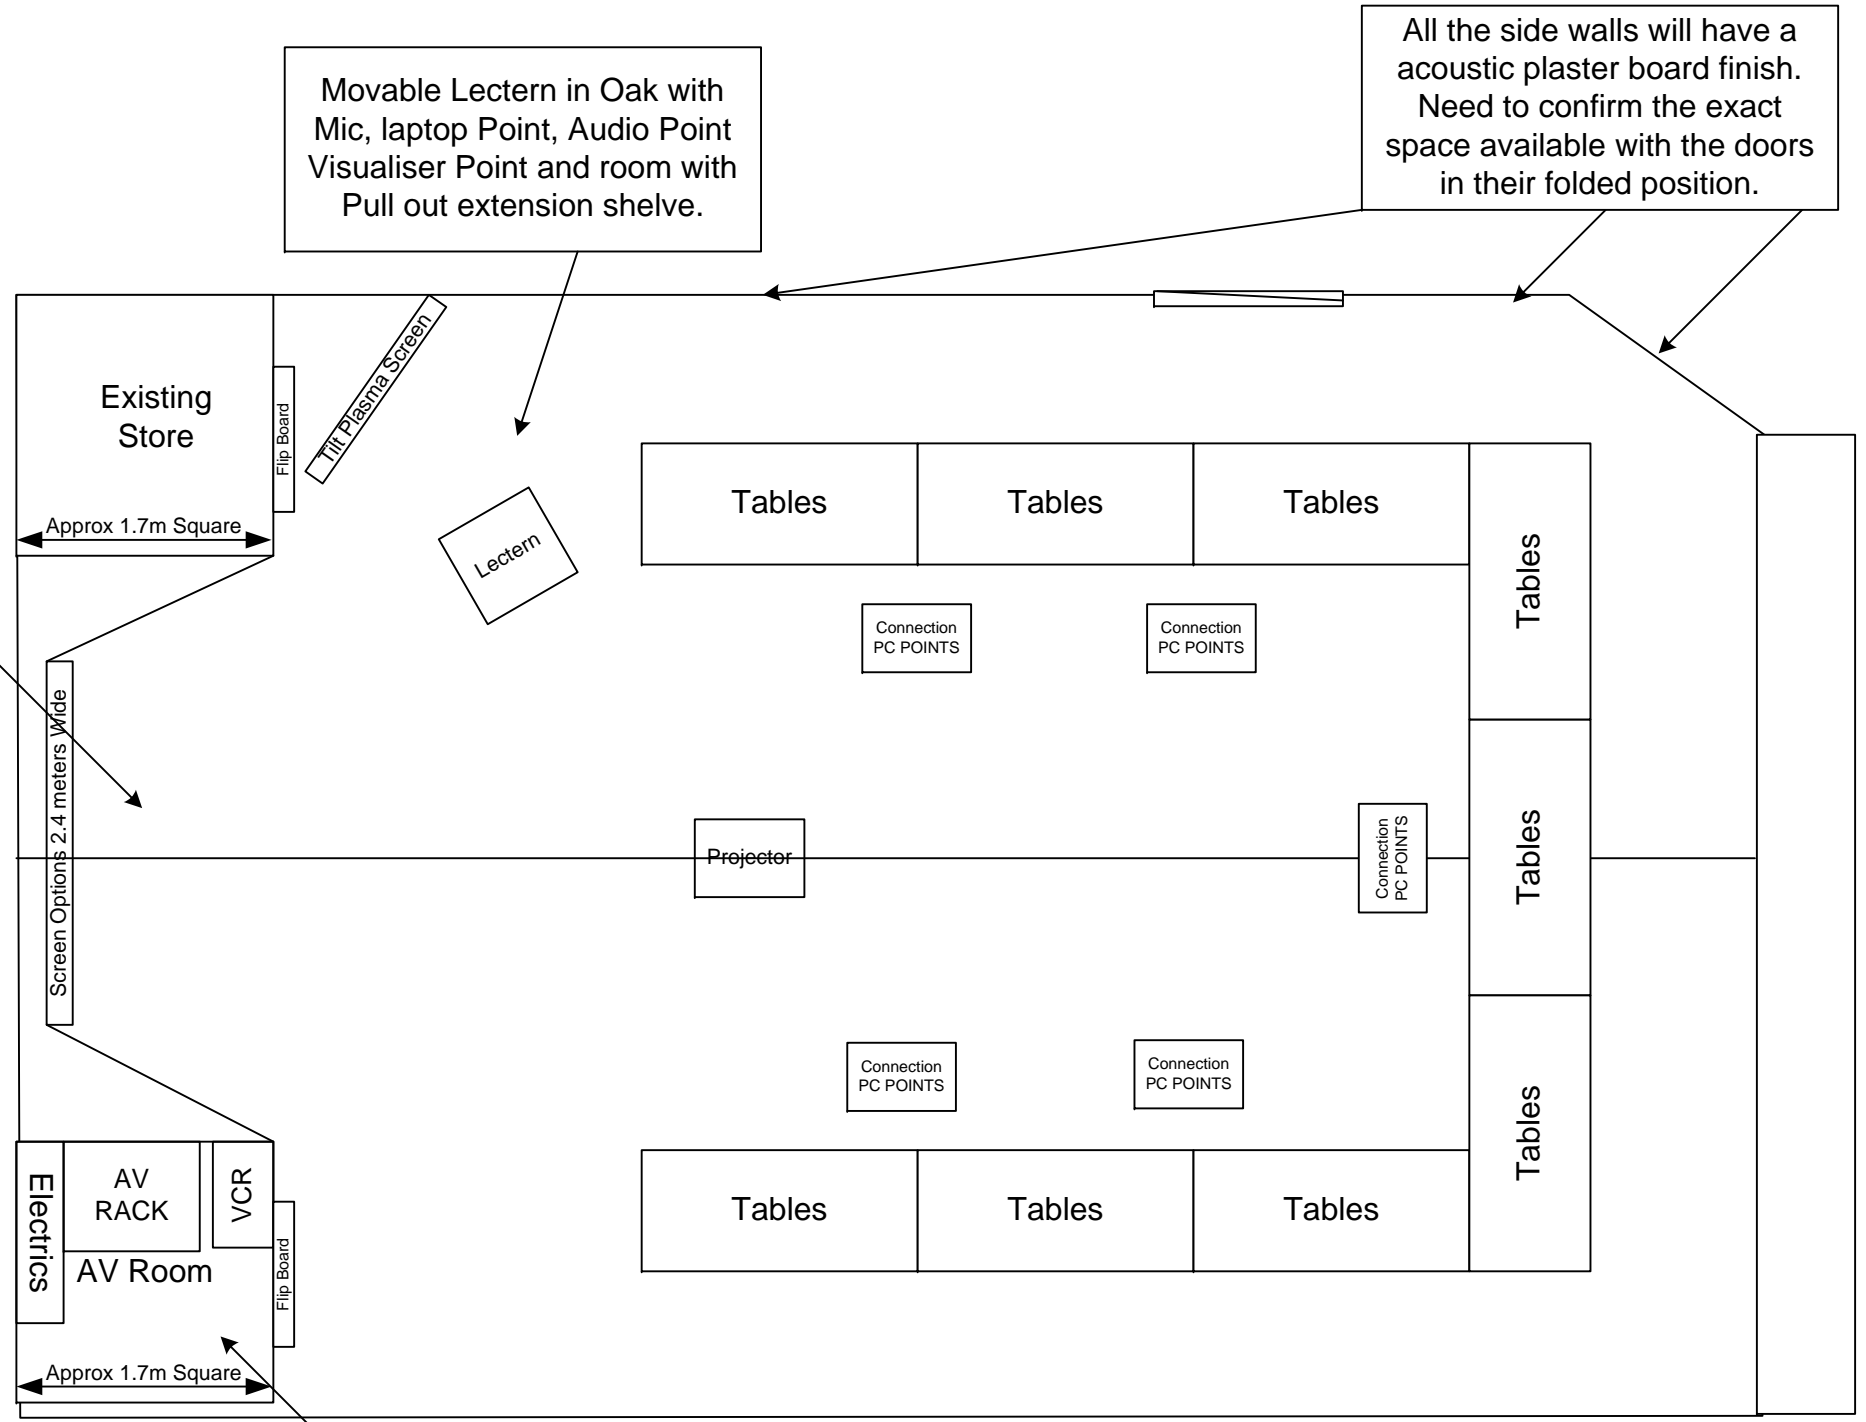 Movable Lectern in Oak with
Mic, laptop Point, Audio Point
Visualiser Point and room with
Pull out extension shelve.
All the side walls will have a
acoustic plaster board finish.
Need to confirm the exact
space available with the doors
in their folded position.
Existing
Store
Approx 1.7m Square
Flip Board
Tilt Plasma Screen
Lectern
Tables
Tables
Tables
Tables
Connection
PC POINTS
Connection
PC POINTS
Screen Options 2.4 meters Wide
Projector
Connection
PC POINTS
Tables
Connection
PC POINTS
Connection
PC POINTS
Tables
Electrics
AV
RACK
VCR
AV Room
Flip Board
Approx 1.7m Square
Tables
Tables
Tables